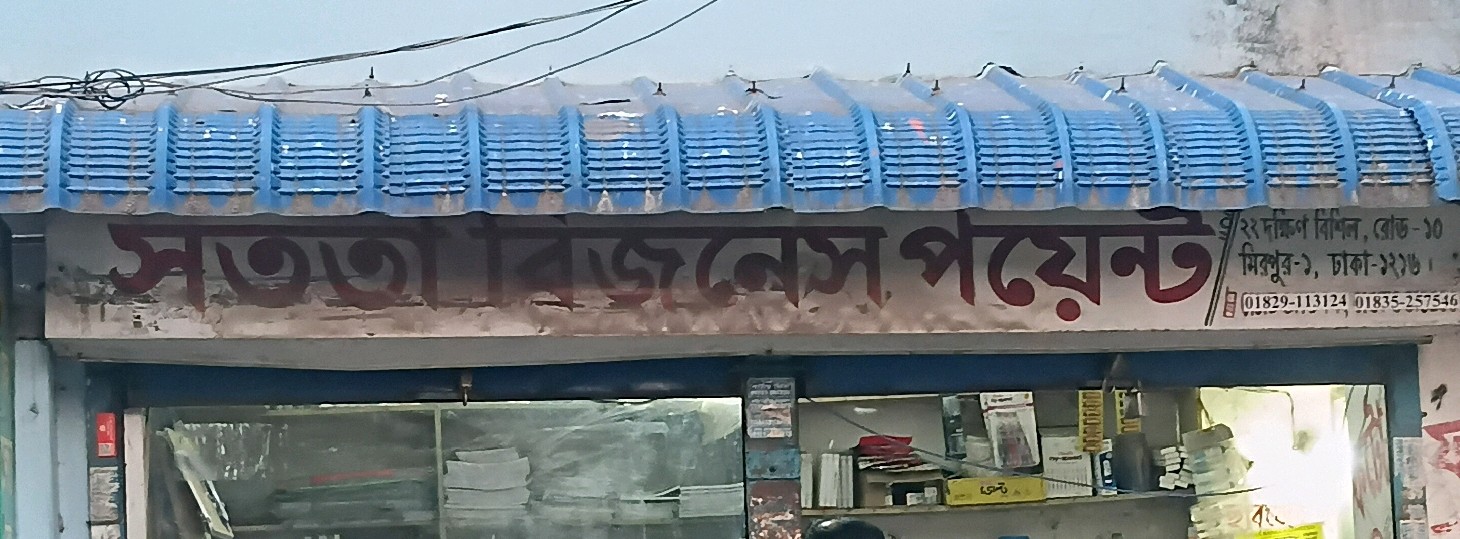 সততা বিজনেস পয়েন্ট
২২ দক্ষিণ বিশিল, রোড - ১০
মিরপুর-১, ঢাকা-১২১৬।
01829-113124, 01835-257546